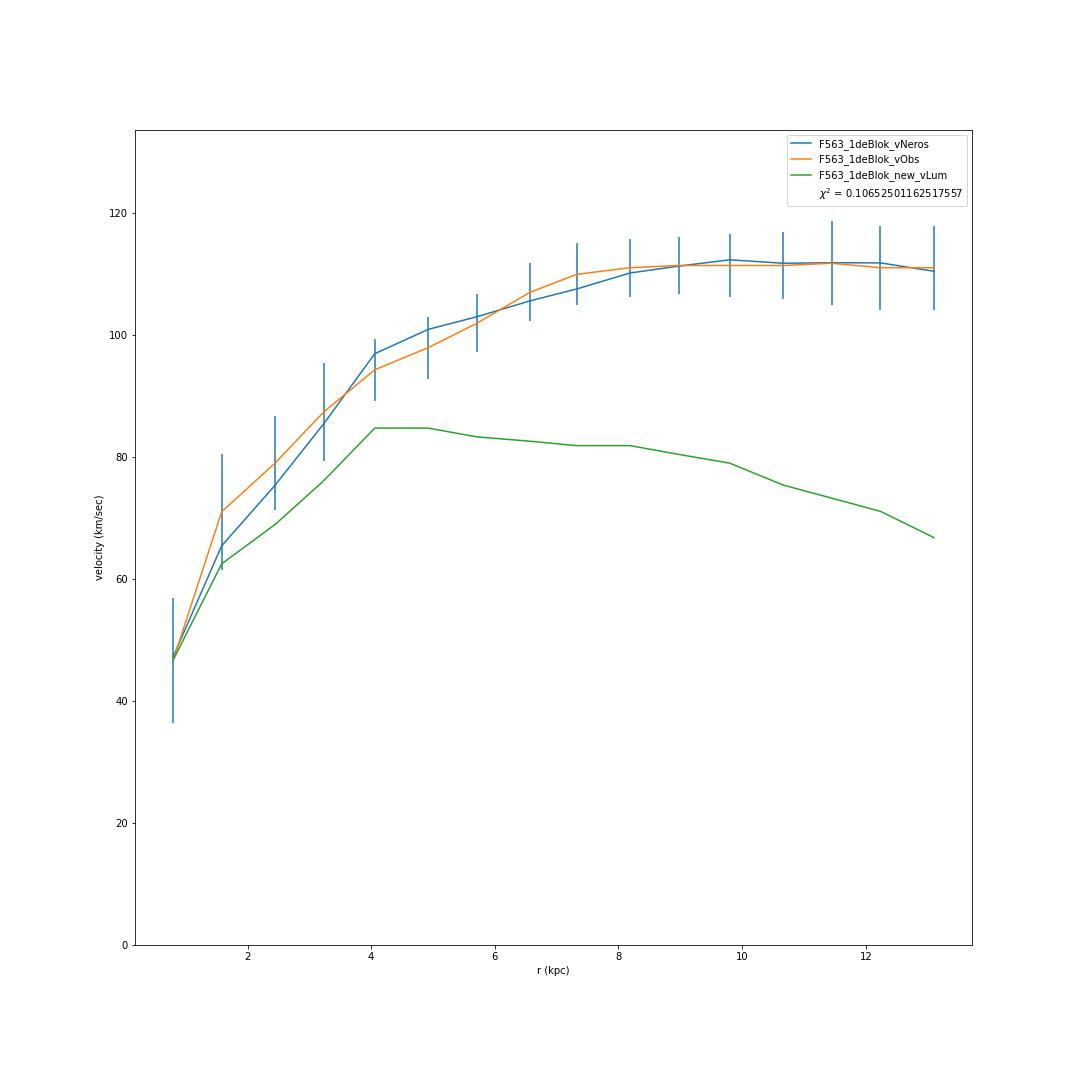 F563_1deBlok_vNeros
F563_1deBlok_vObs
F563_1deBlok_new_vLum
χ² = 0.10652501162517557
120
100
80
60
40
20
0
velocity (km/sec)
2 4 6 8 10 12
r (kpc)